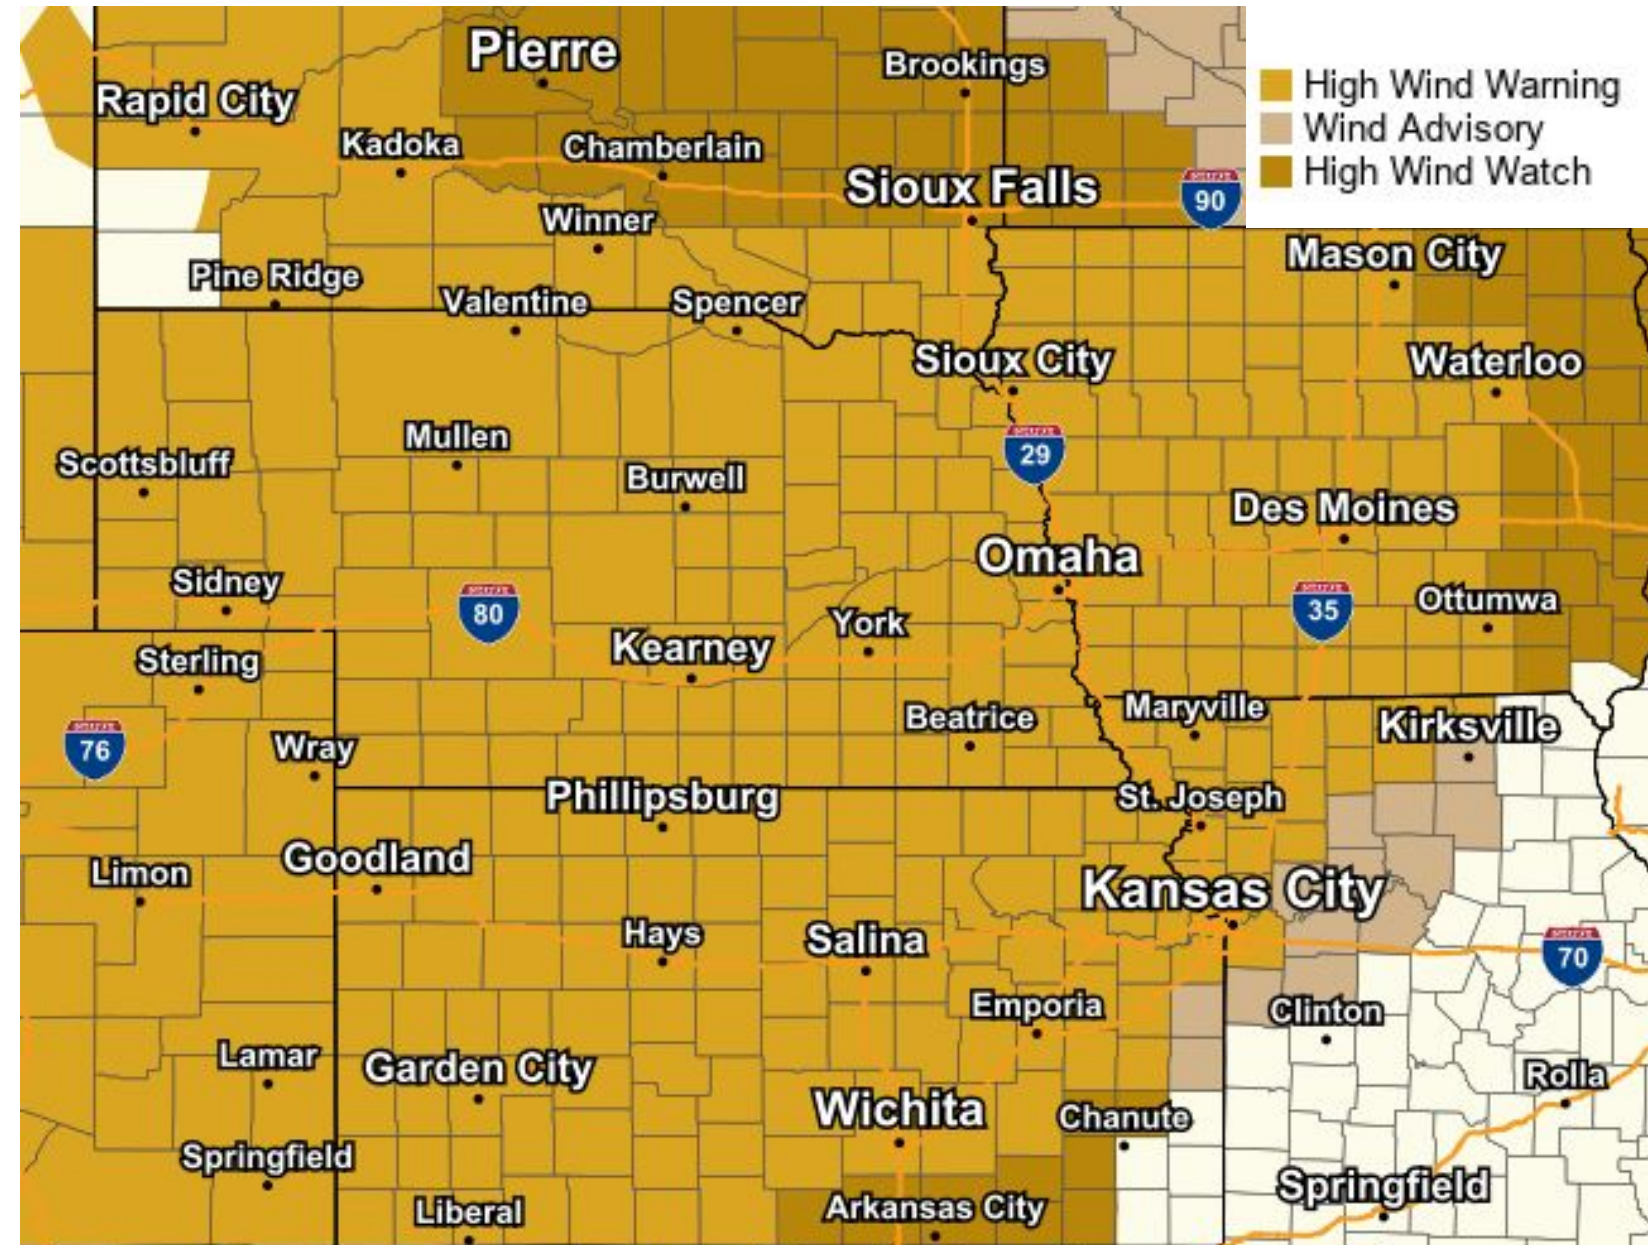 Pierre
Brookings
High Wind Warning
Rapid City
Wind Advisory
Kadoka
Chamberlain
High Wind Watch
Sioux Falls
90
Winner
Mason City
Pine Ridge
Valentine
Spencer
Sioux City
Waterloo
Mullen
29
Scottsbluff
Burwell
Des Moines
Omaha
Sidney
80
35
Ottumwa
York
Kearney
Sterling
Beatrice
Maryville
Kirksville
76
Wray
Phillipsburg
St. Joseph
Goodland
Limon
Kansas City
Hays
Salina
70
Emporia
Clinton
Lamar
Garden City
Rolla
Wichita
Chanute
Springfield
Springfield
Liberal
Arkansas City